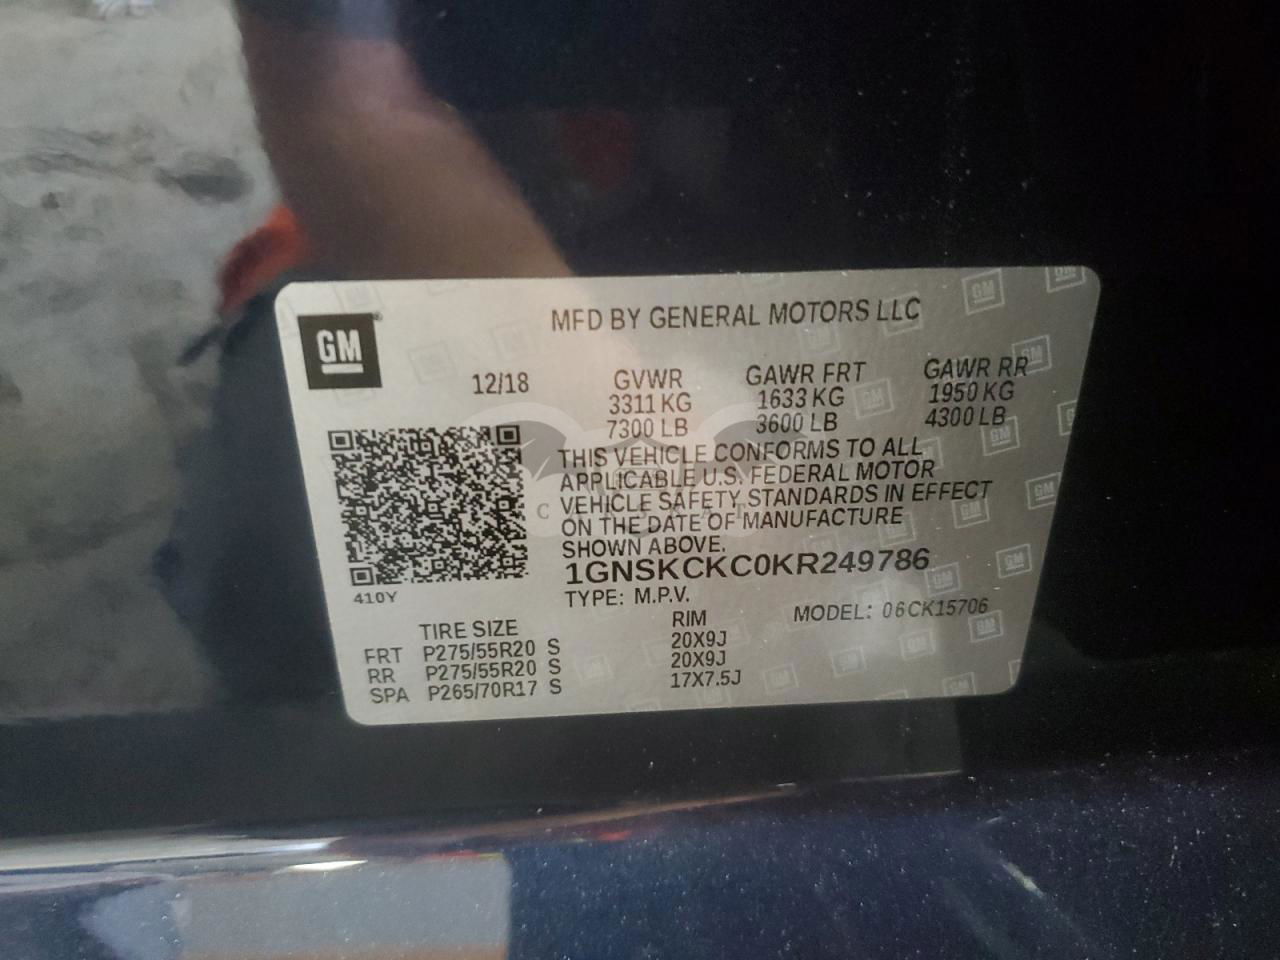 MFD BY GENERAL MOTORS LLC
GM
12/18 GVWR GAWR FRT GAWR RR
3311 KG 1633 KG 1950 KG
7300 LB 3600 LB 4300 LB
THIS VEHICLE CONFORMS TO ALL
APPLICABLE U.S. FEDERAL MOTOR
VEHICLE SAFETY STANDARDS IN EFFECT
ON THE DATE OF MANUFACTURE
SHOWN ABOVE.
1GNSKCKC0KR249786
410Y
TYPE: M.P.V. MODEL: 06CK15706
TIRE SIZE RIM
FRT P275/55R20 S 20X9J
RR P275/55R20 S 20X9J
SPA P265/70R17 S 17X7.5J